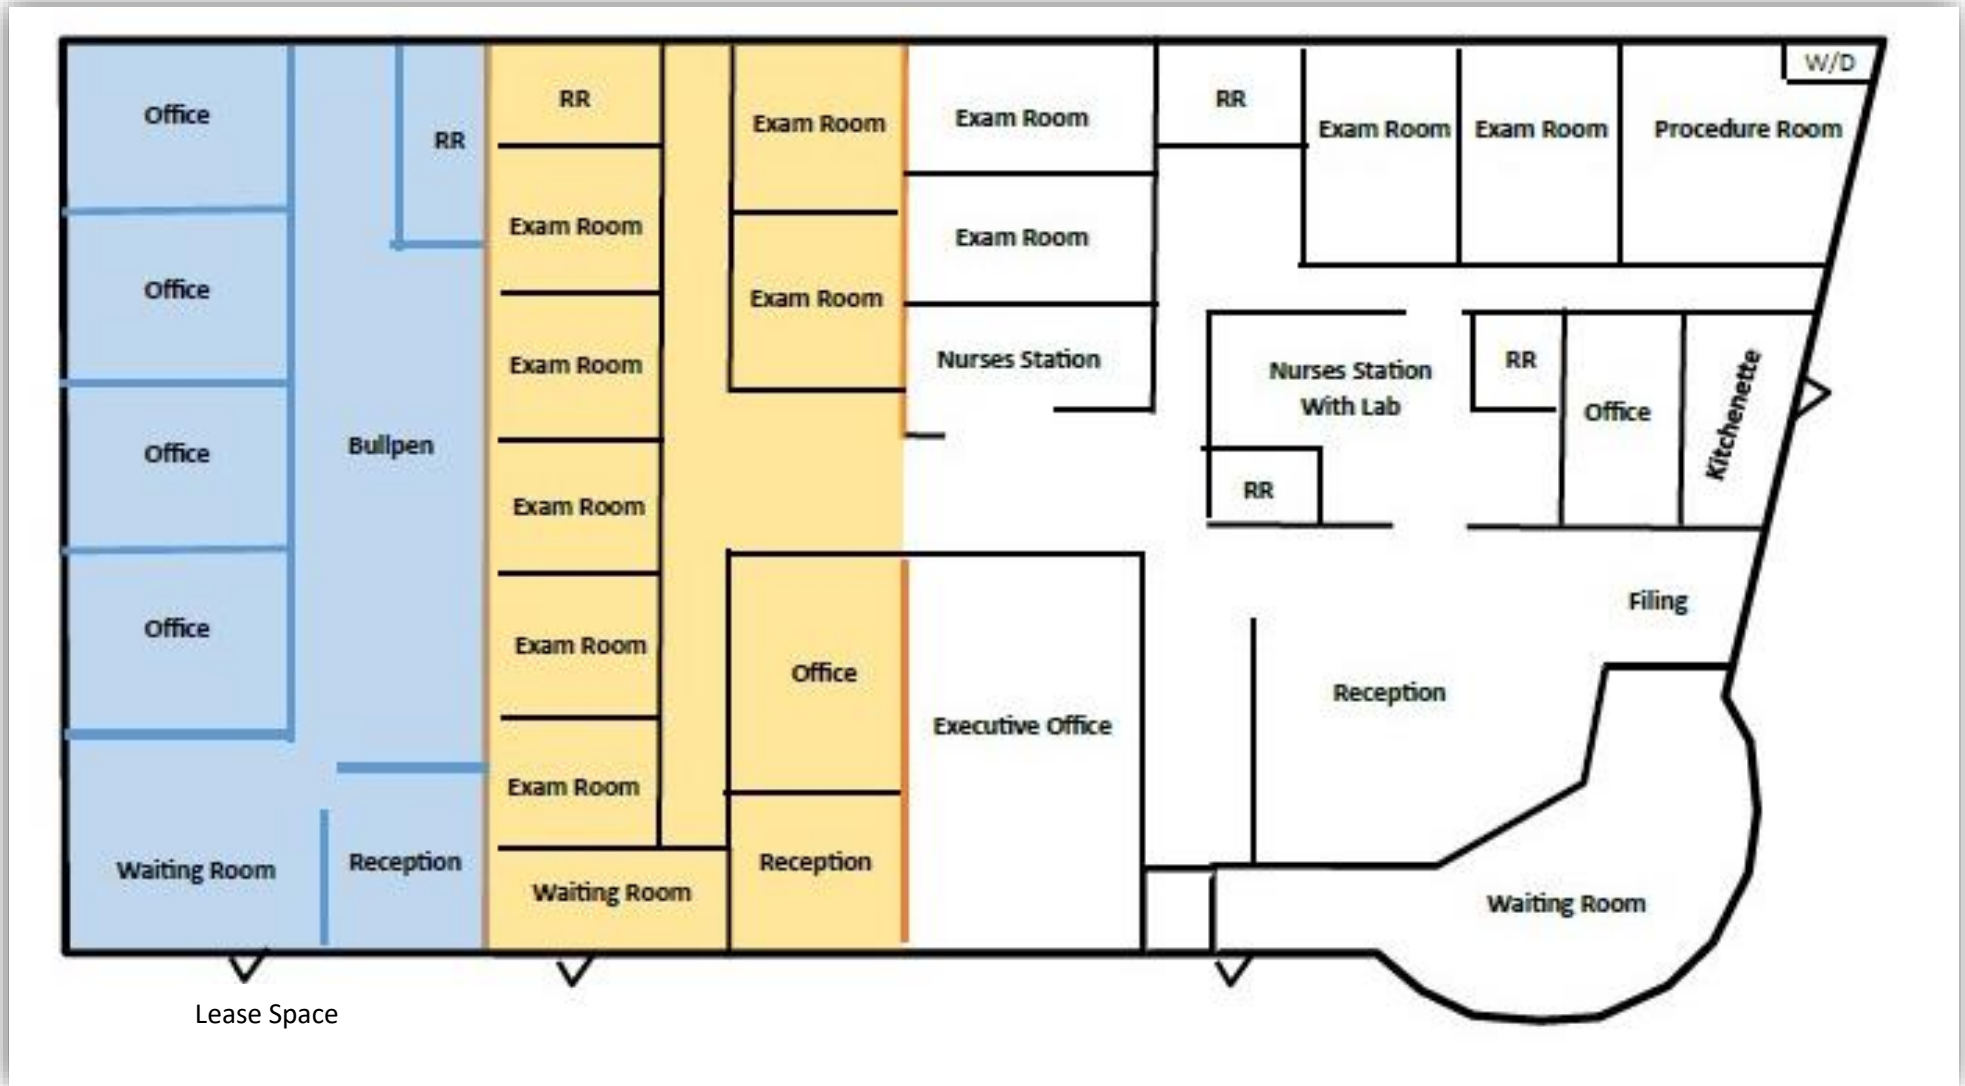 Office
RR
RR
Exam Room
Exam Room
RR
Exam Room
Exam Room
Procedure Room
W/D
Office
Exam Room
Exam Room
Exam Room
Office
Bullpen
Exam Room
Nurses Station
Nurses Station
With Lab
RR
Office
Kitchenette
Exam Room
RR
Office
Exam Room
Office
Executive Office
Reception
Filing
Exam Room
Waiting Room
Reception
Waiting Room
Reception
Waiting Room
Lease Space